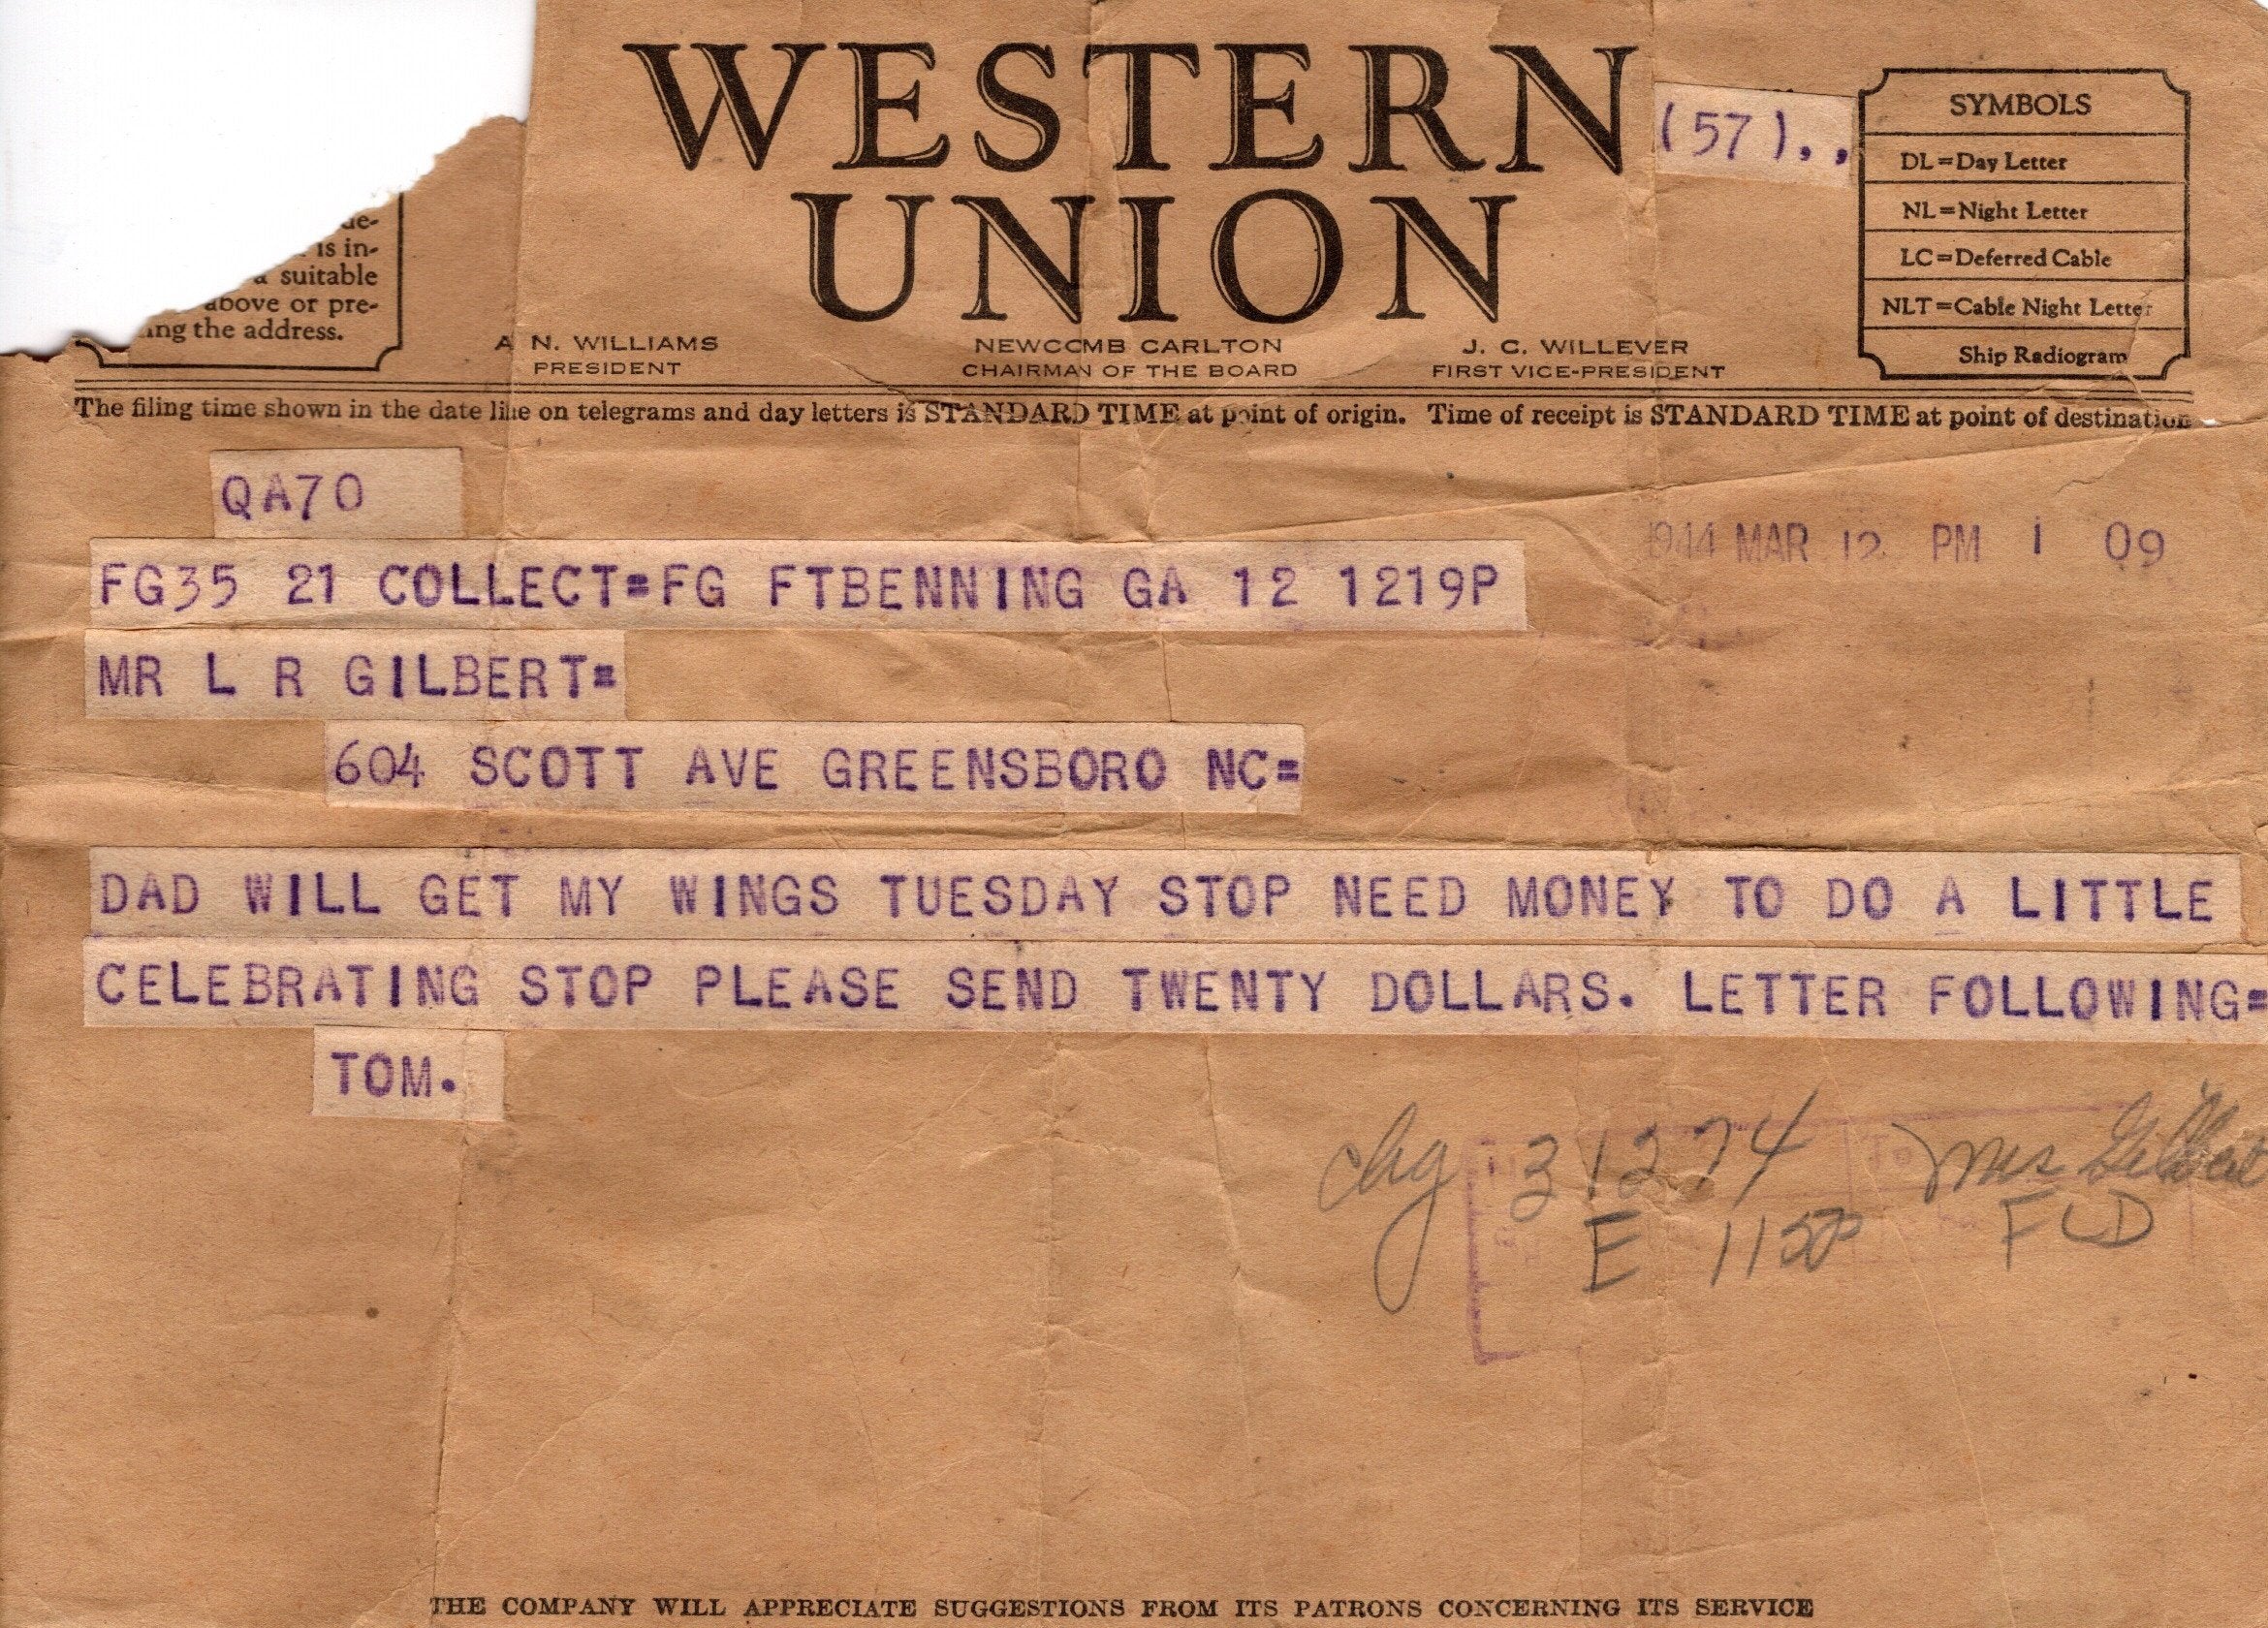 WESTERN
UNION
(57)..
SYMBOLS
DL=Day Letter
NL=Night Letter
LC=Deferred Cable
NLT=Cable Night Letter
Ship Radiogram
is in-
a suitable
above or pre-
the address.
A. N. WILLIAMS
PRESIDENT
NEWCOMB CARLTON
CHAIRMAN OF THE BOARD
J. C. WILLEVER
FIRST VICE-PRESIDENT
The filing time shown in the date line on telegrams and day letters is STANDARD TIME at point of origin. Time of receipt is STANDARD TIME at point of destination
QA70
1944 MAR 12 PM 1 09
FG35 21 COLLECT=FG FTBENNING GA 12 1219P
MR L R GILBERT=
604 SCOTT AVE GREENSBORO NC=
DAD WILL GET MY WINGS TUESDAY STOP NEED MONEY TO DO A LITTLE
CELEBRATING STOP PLEASE SEND TWENTY DOLLARS. LETTER FOLLOWING=
TOM.
chg 31274 Mrs Gilbert
E 115P FLD
THE COMPANY WILL APPRECIATE SUGGESTIONS FROM ITS PATRONS CONCERNING ITS SERVICE